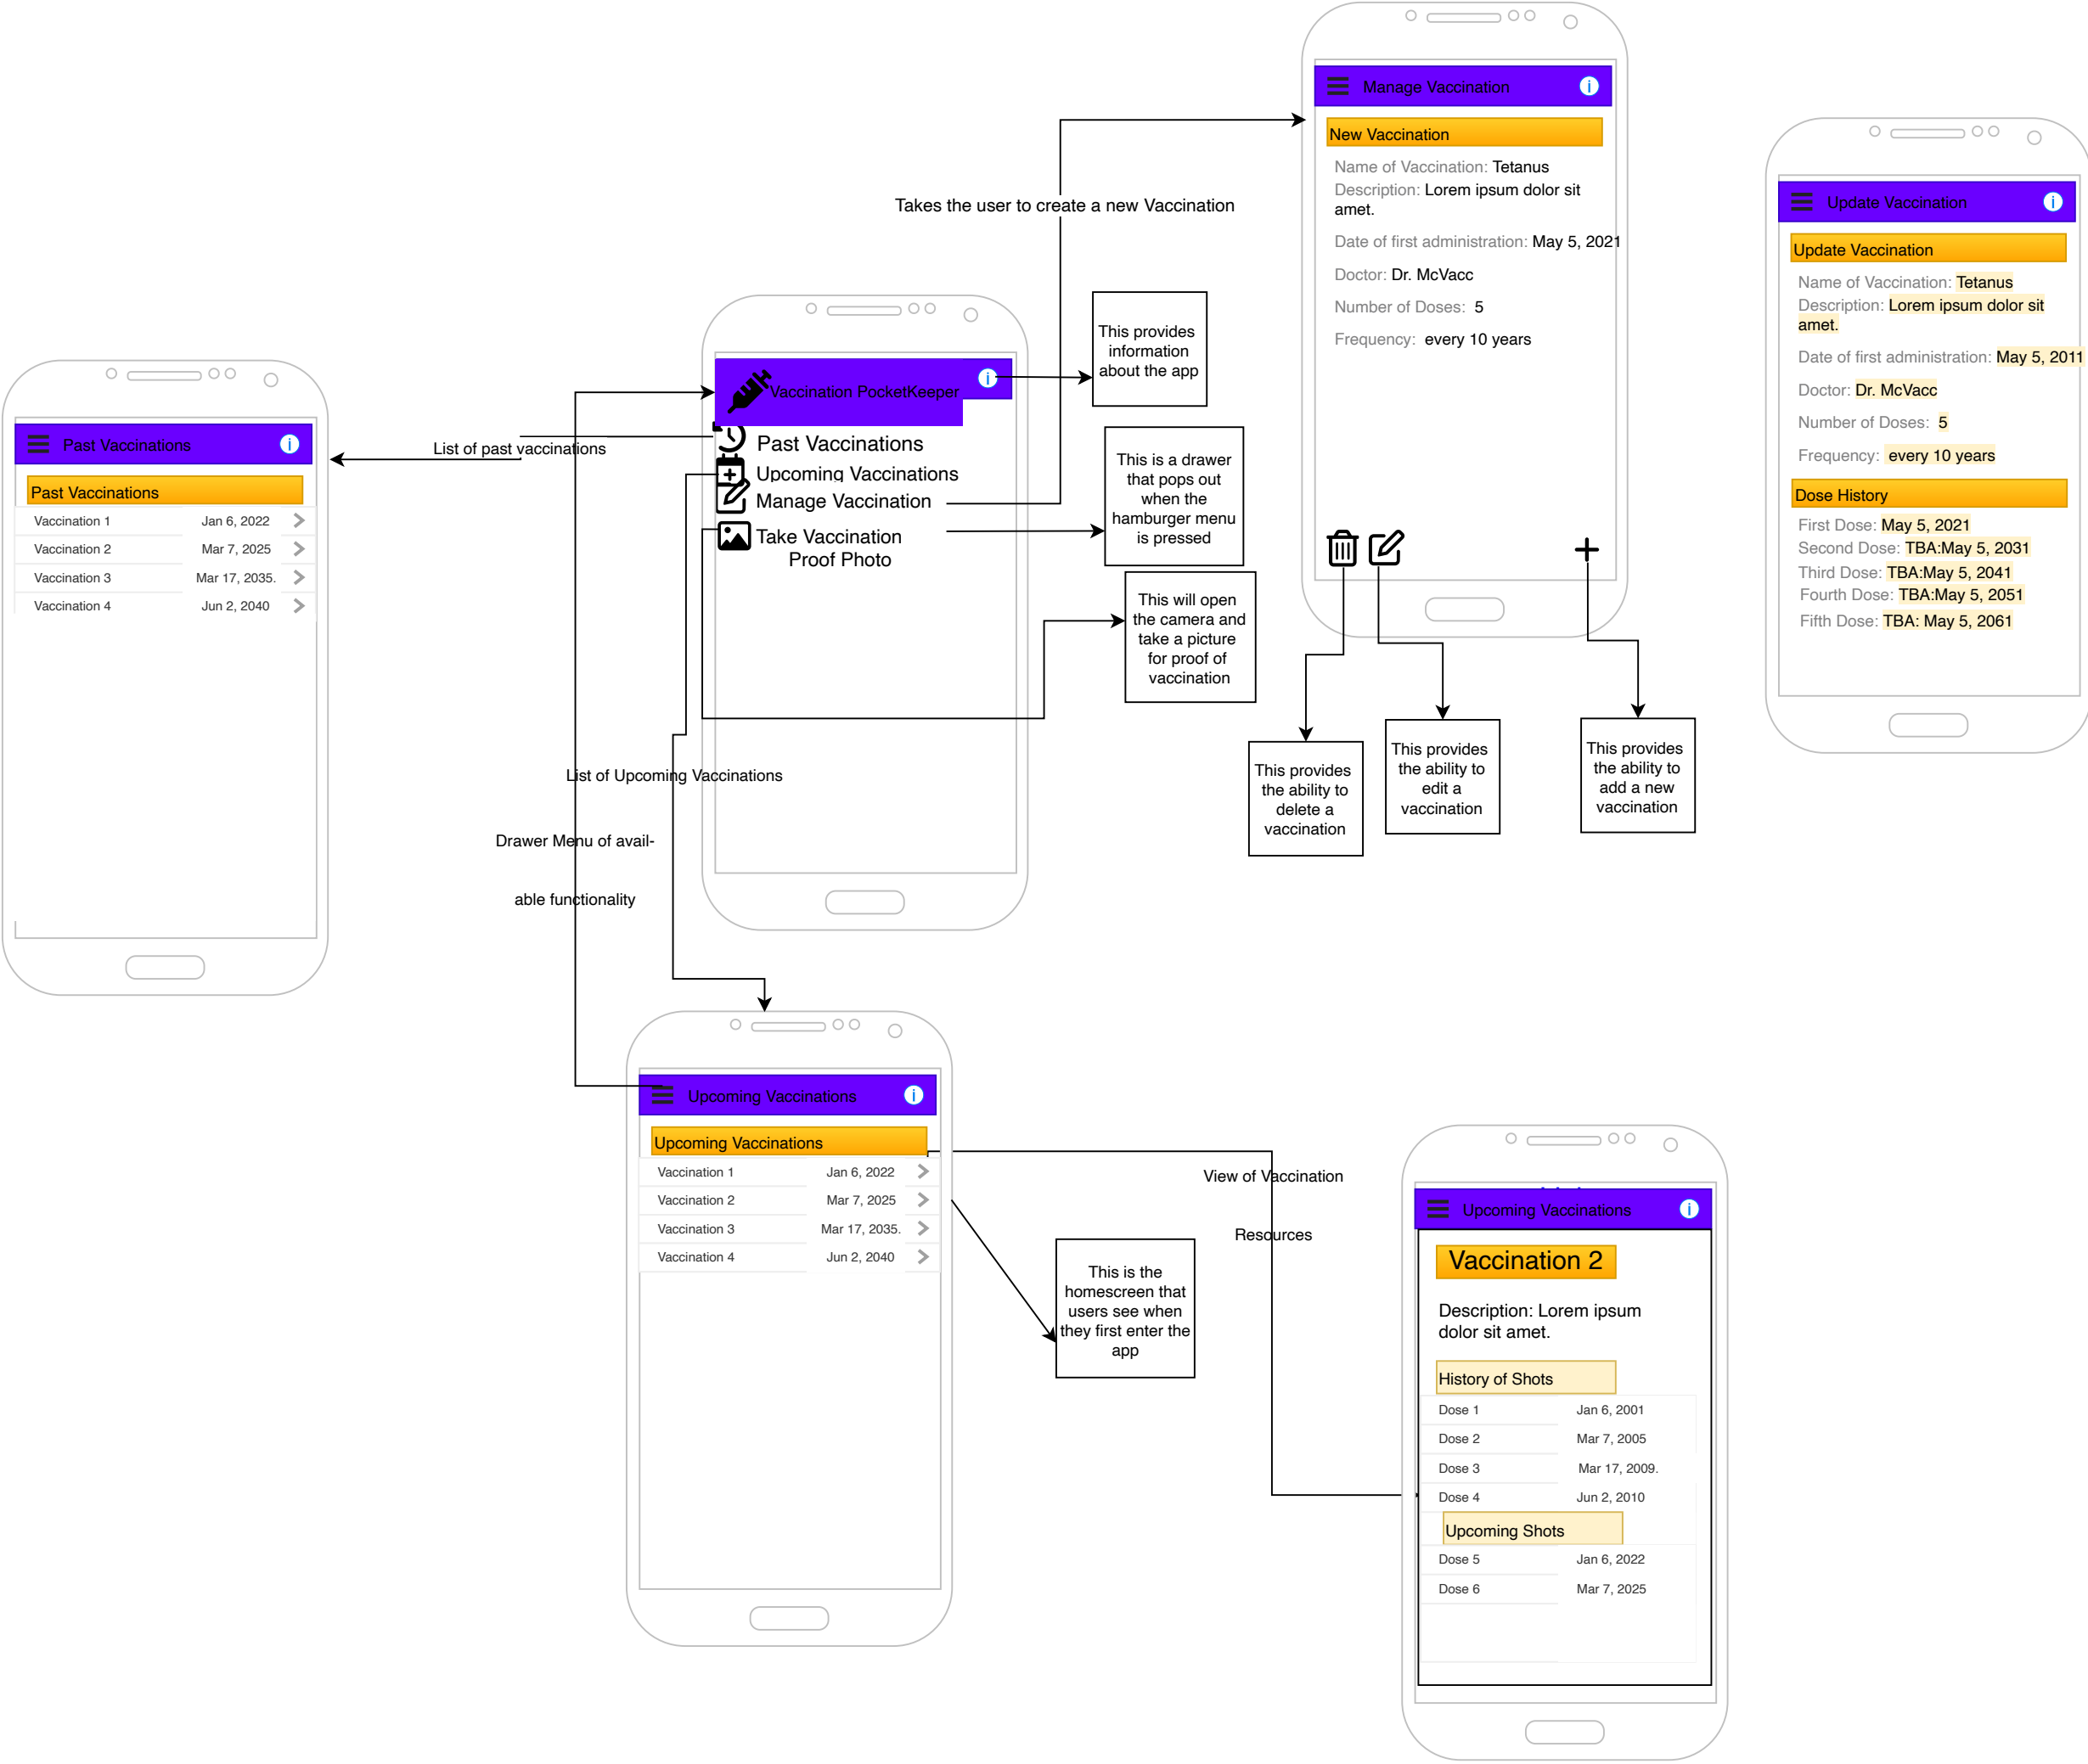 Manage Vaccination
New Vaccination
Name of Vaccination: Tetanus
Description: Lorem ipsum dolor sit
amet.
Date of first administration: May 5, 2021
Doctor: Dr. McVacc
Number of Doses: 5
Frequency: every 10 years
Update Vaccination
Update Vaccination
Name of Vaccination: Tetanus
Description: Lorem ipsum dolor sit
amet.
Date of first administration: May 5, 2011
Doctor: Dr. McVacc
Number of Doses: 5
Frequency: every 10 years
Dose History
First Dose: May 5, 2021
Second Dose: TBA:May 5, 2031
Third Dose: TBA:May 5, 2041
Fourth Dose: TBA:May 5, 2051
Fifth Dose: TBA: May 5, 2061
Takes the user to create a new Vaccination
Vaccination PocketKeeper
Past Vaccinations
Upcoming Vaccinations
Manage Vaccination
Take Vaccination
Proof Photo
This provides
information
about the app
This is a drawer
that pops out
when the
hamburger menu
is pressed
This will open
the camera and
take a picture
for proof of
vaccination
This provides
the ability to
delete a
vaccination
This provides
the ability to
edit a
vaccination
This provides
the ability to
add a new
vaccination
List of past vaccinations
Past Vaccinations
Past Vaccinations
Vaccination 1 Jan 6, 2022
Vaccination 2 Mar 7, 2025
Vaccination 3 Mar 17, 2035.
Vaccination 4 Jun 2, 2040
List of Upcoming Vaccinations
Drawer Menu of avail-
able functionality
Upcoming Vaccinations
Upcoming Vaccinations
Vaccination 1 Jan 6, 2022
Vaccination 2 Mar 7, 2025
Vaccination 3 Mar 17, 2035.
Vaccination 4 Jun 2, 2040
This is the
homescreen that
users see when
they first enter the
app
View of Vaccination
Resources
Upcoming Vaccinations
Vaccination 2
Description: Lorem ipsum
dolor sit amet.
History of Shots
Dose 1 Jan 6, 2001
Dose 2 Mar 7, 2005
Dose 3 Mar 17, 2009.
Dose 4 Jun 2, 2010
Upcoming Shots
Dose 5 Jan 6, 2022
Dose 6 Mar 7, 2025